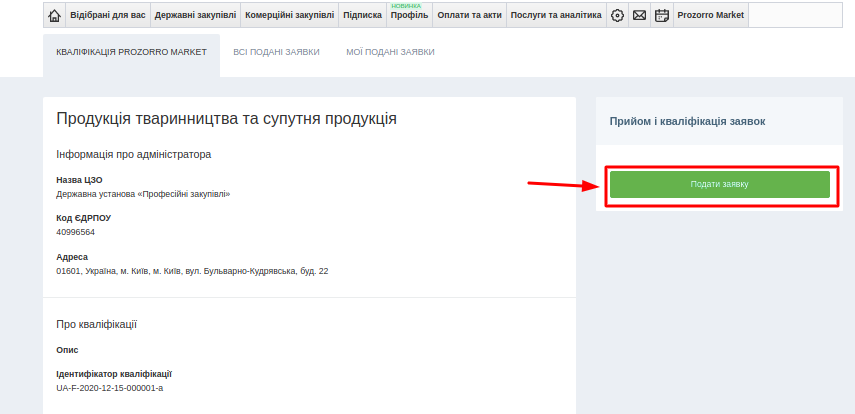 НОВИНКА
Відібрані для вас Державні закупівлі Комерційні закупівлі Підписка Профіль Оплати та акти Послуги та аналітика Prozorro Market
КВАЛІФІКАЦІЯ PROZORRO MARKET ВСІ ПОДАНІ ЗАЯВКИ МОЇ ПОДАНІ ЗАЯВКИ
Продукція тваринництва та супутня продукція
Інформація про адміністратора
Назва ЦЗО
Державна установа «Професійні закупівлі»
Код ЄДРПОУ
40996564
Адреса
01601, Україна, м. Київ, м. Київ, вул. Бульварно-Кудрявська, буд. 22
Про кваліфікації
Опис
Ідентифікатор кваліфікації
UA-F-2020-12-15-000001-a
Прийом і кваліфікація заявок
Подати заявку